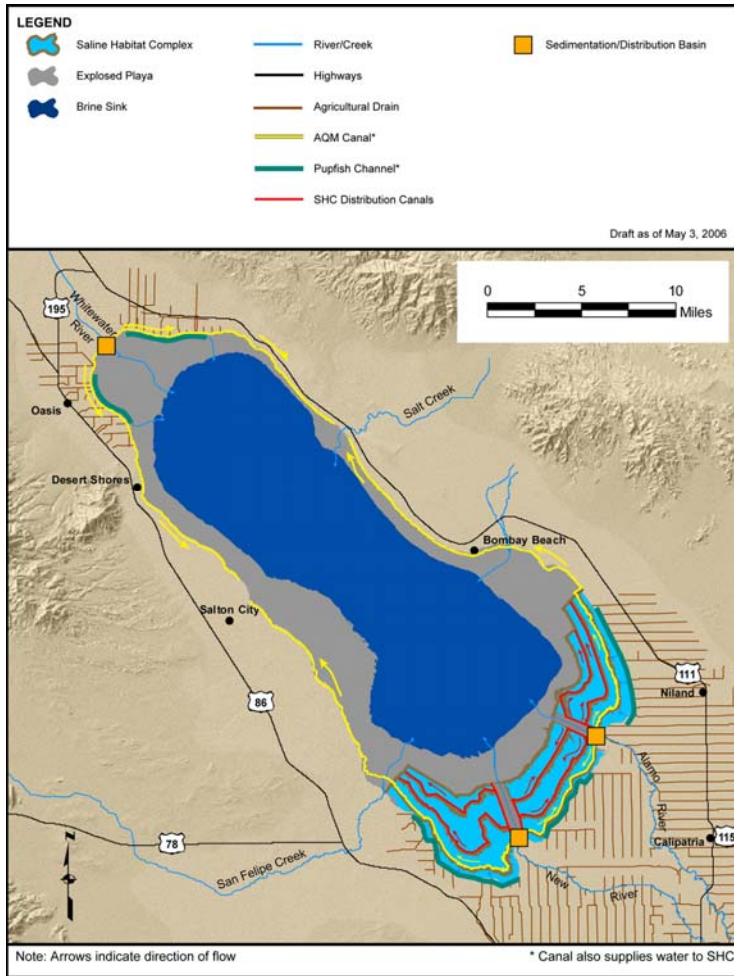 LEGEND
Saline Habitat Complex
Explosed Playa
Brine Sink
River/Creek
Highways
Agricultural Drain
AQM Canal*
Pupfish Channel*
SHC Distribution Canals
Sedimentation/Distribution Basin
Draft as of May 3, 2006
0 5 10
Miles
195
Whitewater
River
Oasis
Salt Creek
Desert Shores
Bombay Beach
Salton City
86
111
Niland
Alamo
River
78
San Felipe Creek
Calipatria
115
New
River
N
Note: Arrows indicate direction of flow
* Canal also supplies water to SHC